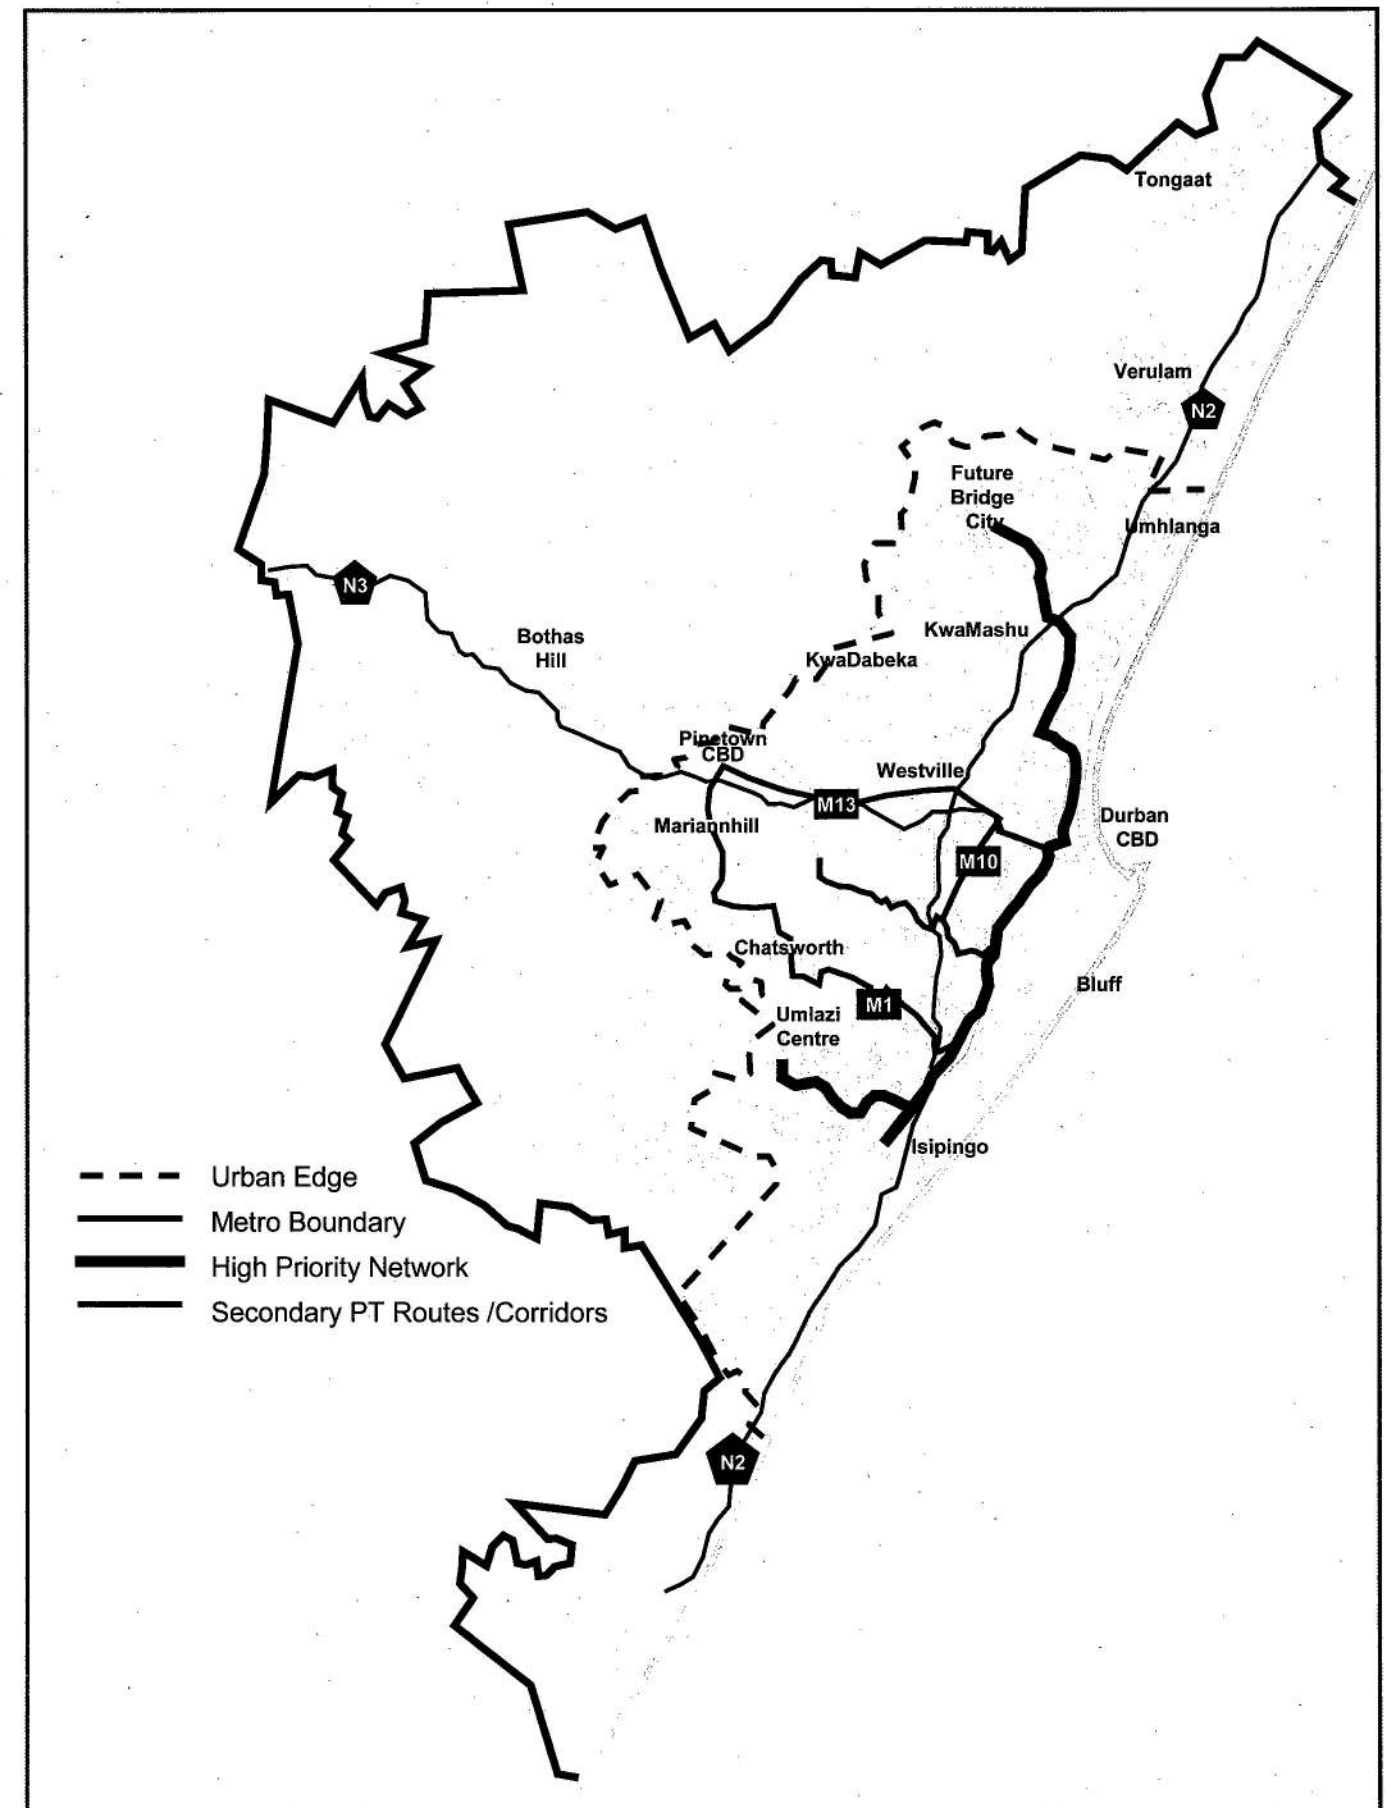 Tongaat
Verulam
N2
Future
Bridge
City
Umhlanga
N3
KwaMashu
Bothas
Hill
KwaDabeka
Pinetown
CBD
Westville
M13
Mariannhill
Durban
CBD
M10
Chatsworth
Bluff
M1
Umlazi
Centre
Isipingo
Urban Edge
Metro Boundary
High Priority Network
Secondary PT Routes /Corridors
N2